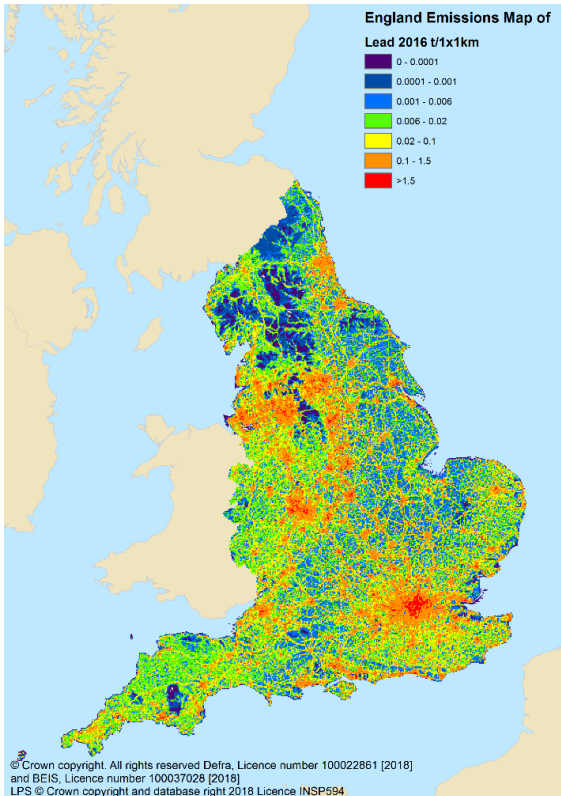 England Emissions Map of
Lead 2016 t/1x1km
0 - 0.0001
0.0001 - 0.001
0.001 - 0.006
0.006 - 0.02
0.02 - 0.1
0.1 - 1.5
>1.5
© Crown copyright. All rights reserved Defra, Licence number 100022861 [2018]
and BEIS, Licence number 100037028 [2018]
LPS © Crown copyright and database right 2018 Licence INSP594